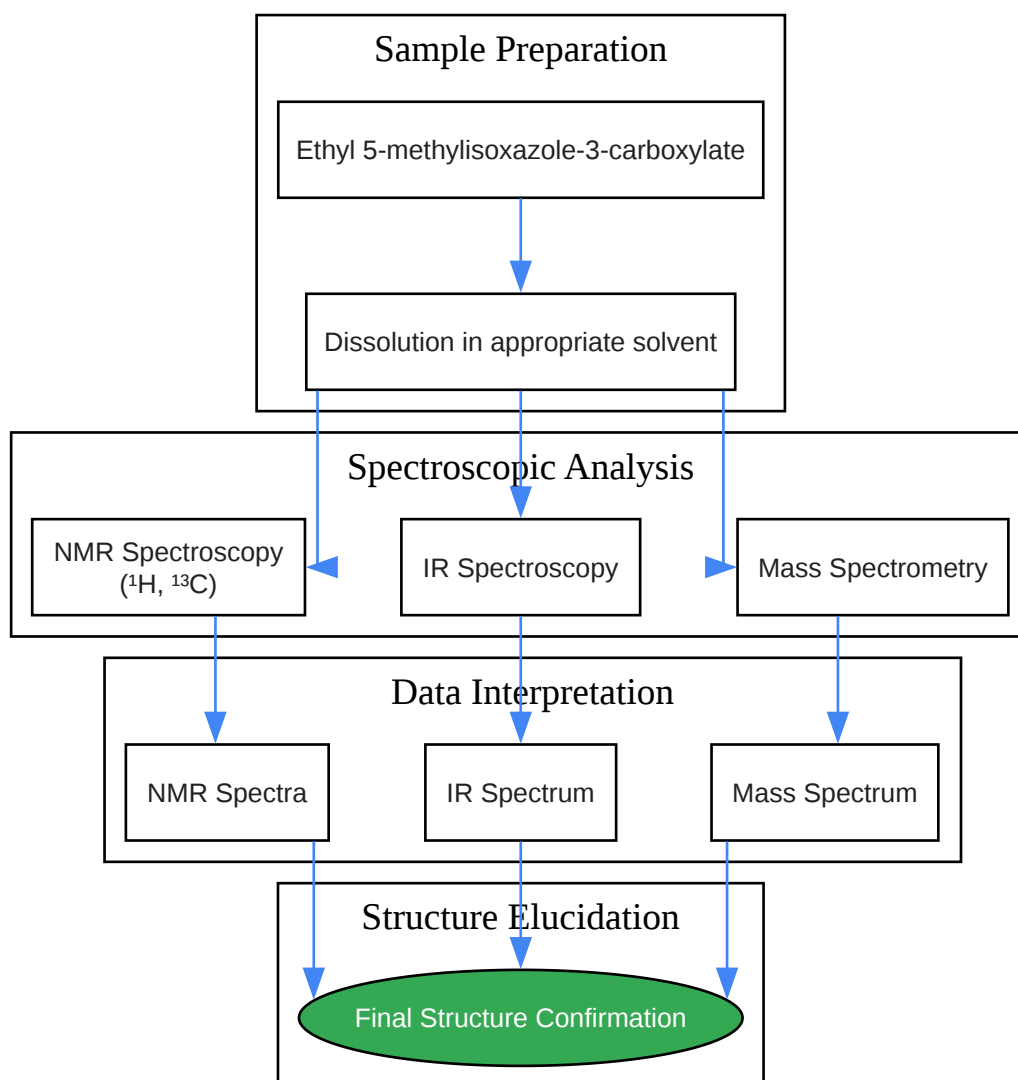 Sample Preparation
Ethyl 5-methylisoxazole-3-carboxylate
Dissolution in appropriate solvent
Spectroscopic Analysis
NMR Spectroscopy
(¹H, ¹³C)
IR Spectroscopy
Mass Spectrometry
Data Interpretation
NMR Spectra
IR Spectrum
Mass Spectrum
Structure Elucidation
Final Structure Confirmation